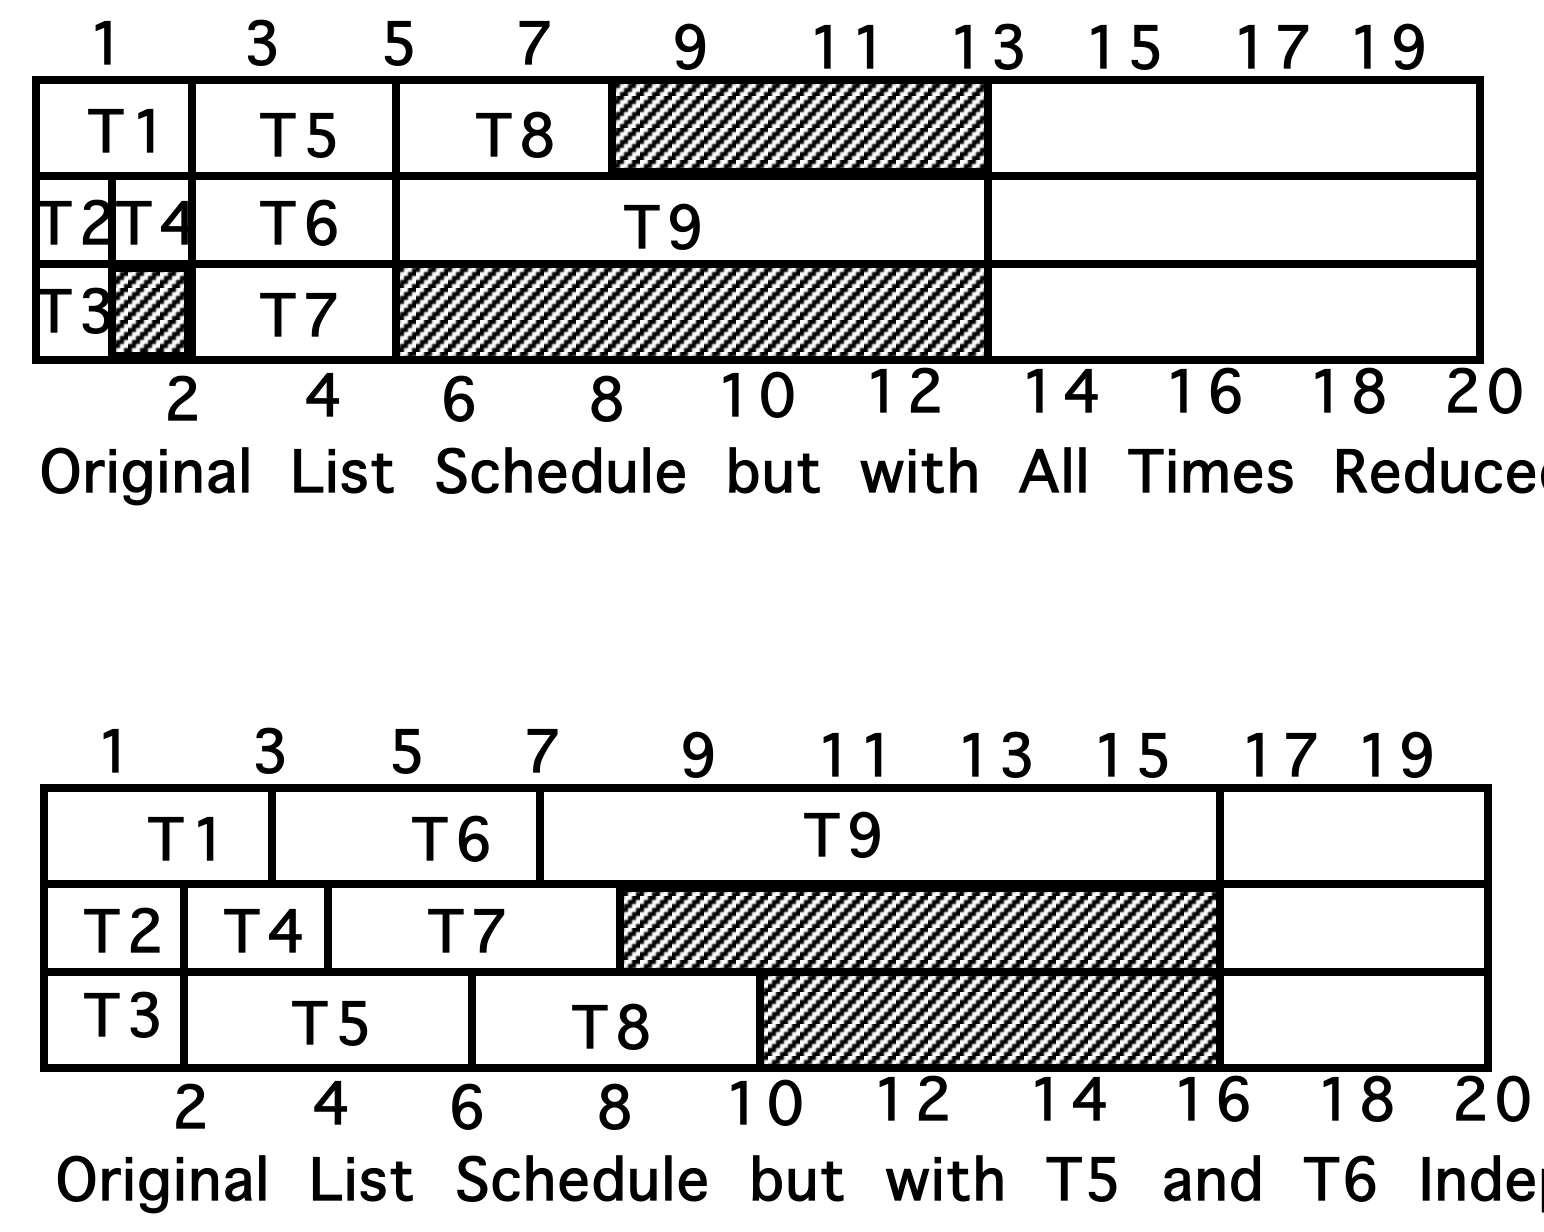 1 3 5 7 9 11 13 15 17 19
T1 T5 T8
T2 T4 T6 T9
T3 T7
2 4 6 8 10 12 14 16 18 20
Original List Schedule but with All Times
1 3 5 7 9 11 13 15 17 19
T1 T6 T9
T2 T4 T7
T3 T5 T8
2 4 6 8 10 12 14 16 18 20
Original List Schedule but with T5 and T6